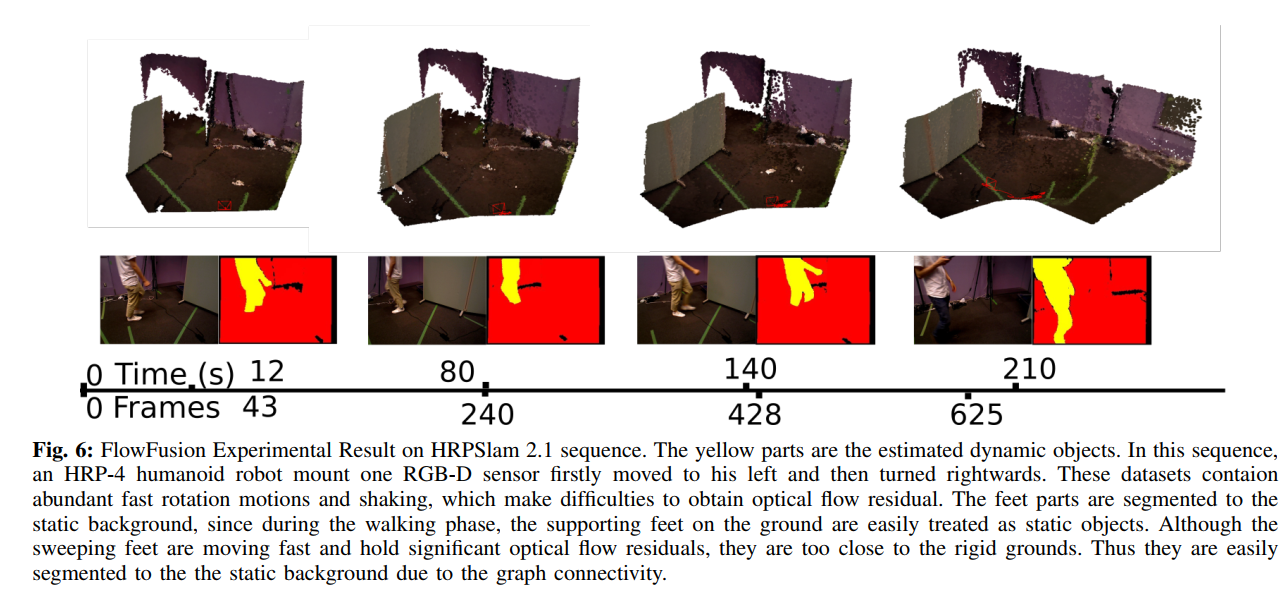 0 Time (s) 12 80 140 210
0 Frames 43 240 428 625
Fig. 6: FlowFusion Experimental Result on HRPSlam 2.1 sequence. The yellow parts are the estimated dynamic objects. In this sequence,
an HRP-4 humanoid robot mount one RGB-D sensor firstly moved to his left and then turned rightwards. These datasets contaion
abundant fast rotation motions and shaking, which make difficulties to obtain optical flow residual. The feet parts are segmented to the
static background, since during the walking phase, the supporting feet on the ground are easily treated as static objects. Although the
sweeping feet are moving fast and hold significant optical flow residuals, they are too close to the rigid grounds. Thus they are easily
segmented to the the static background due to the graph connectivity.